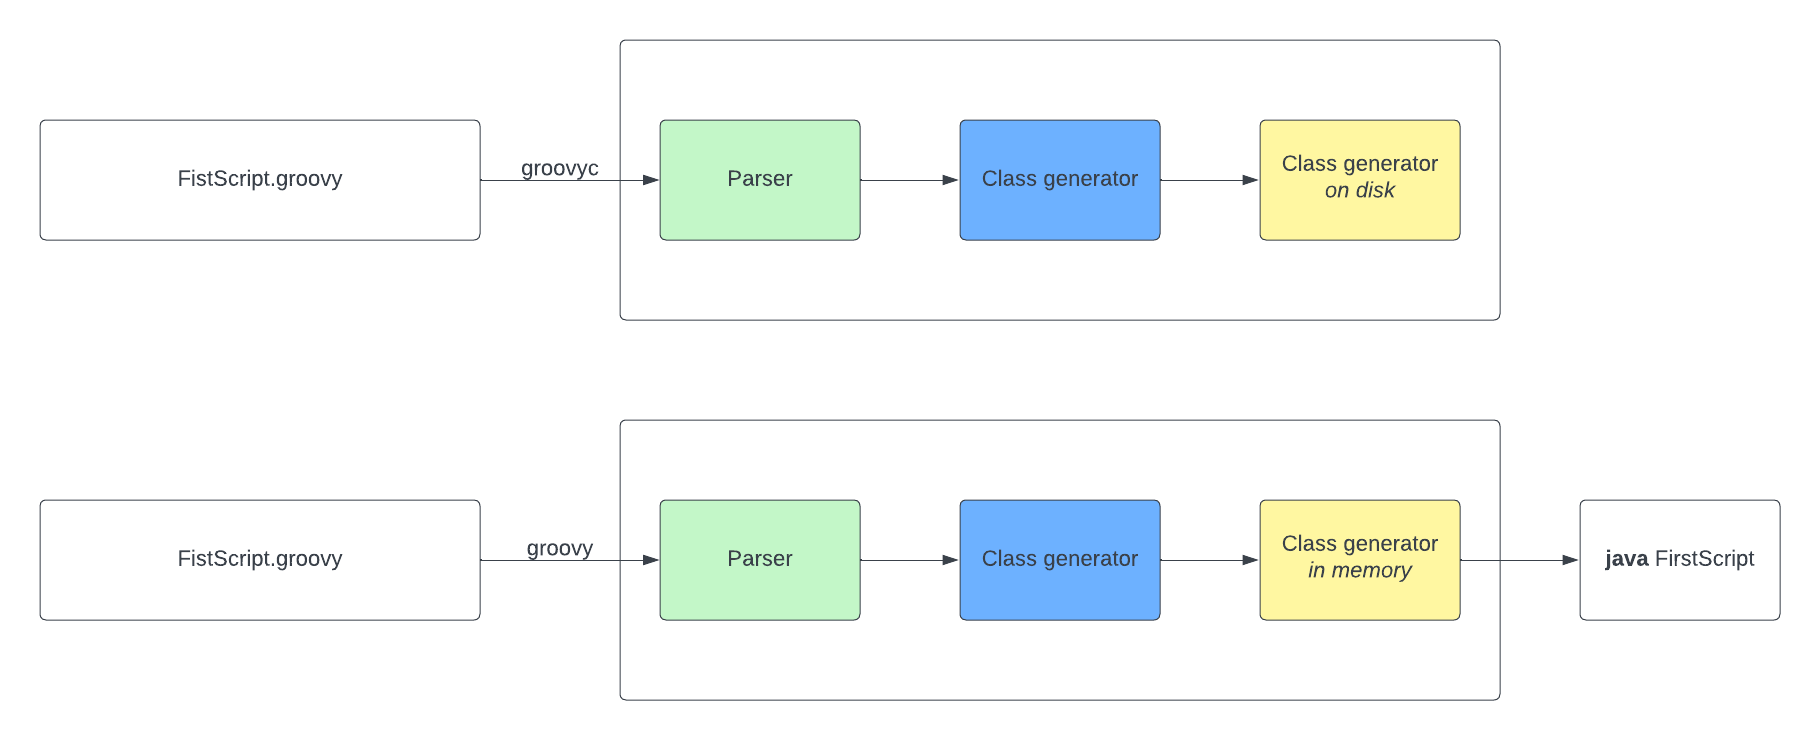 FistScript.groovy
groovyc
Parser
Class generator
Class generator
on disk
FistScript.groovy
groovy
Parser
Class generator
Class generator
in memory
java FirstScript